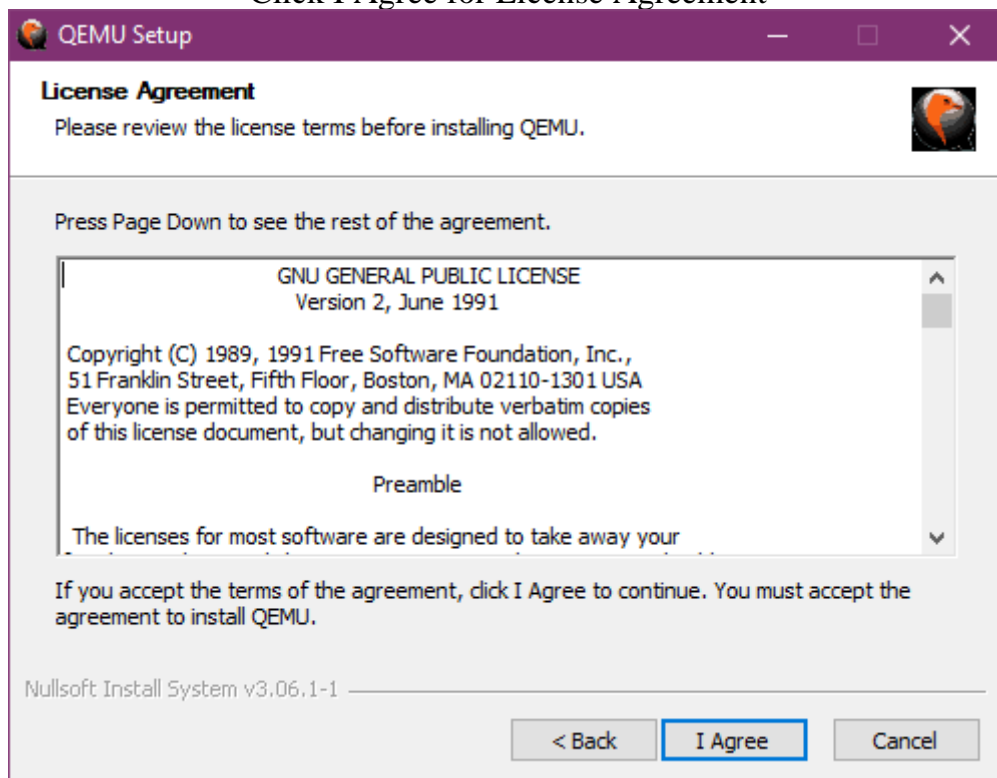 Click I Agree for License Agreement
QEMU Setup
License Agreement
Please review the license terms before installing QEMU.
Press Page Down to see the rest of the agreement.
GNU GENERAL PUBLIC LICENSE
Version 2, June 1991
Copyright (C) 1989, 1991 Free Software Foundation, Inc.,
51 Franklin Street, Fifth Floor, Boston, MA 02110-1301 USA
Everyone is permitted to copy and distribute verbatim copies
of this license document, but changing it is not allowed.
Preamble
The licenses for most software are designed to take away your
If you accept the terms of the agreement, click I Agree to continue. You must accept the
agreement to install QEMU.
Nullsoft Install System v3.06.1-1
< Back
I Agree
Cancel